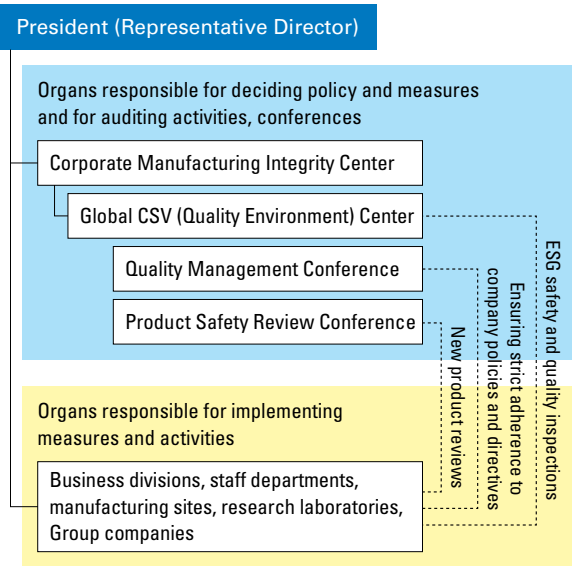 President (Representative Director)
Organs responsible for deciding policy and measures
and for auditing activities, conferences
Corporate Manufacturing Integrity Center
Global CSV (Quality Environment) Center
Quality Management Conference
Product Safety Review Conference
New product reviews
Ensuring strict adherence to
company policies and directives
ESG safety and quality inspections
Organs responsible for implementing
measures and activities
Business divisions, staff departments,
manufacturing sites, research laboratories,
Group companies